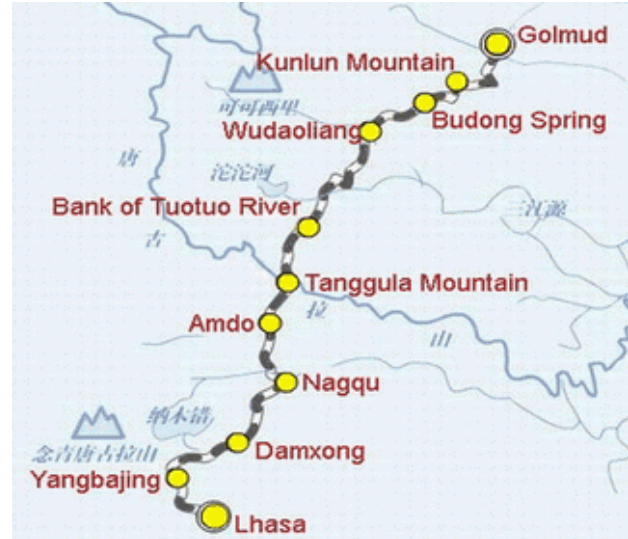 Golmud
Kunlun Mountain
可可西里
Budong Spring
Wudaoliang
唐
沱沱河
Bank of Tuotuo River
三江源
古
Tanggula Mountain
拉
Amdo
山
Nagqu
纳木错
念青唐古拉山
Damxong
Yangbajing
Lhasa